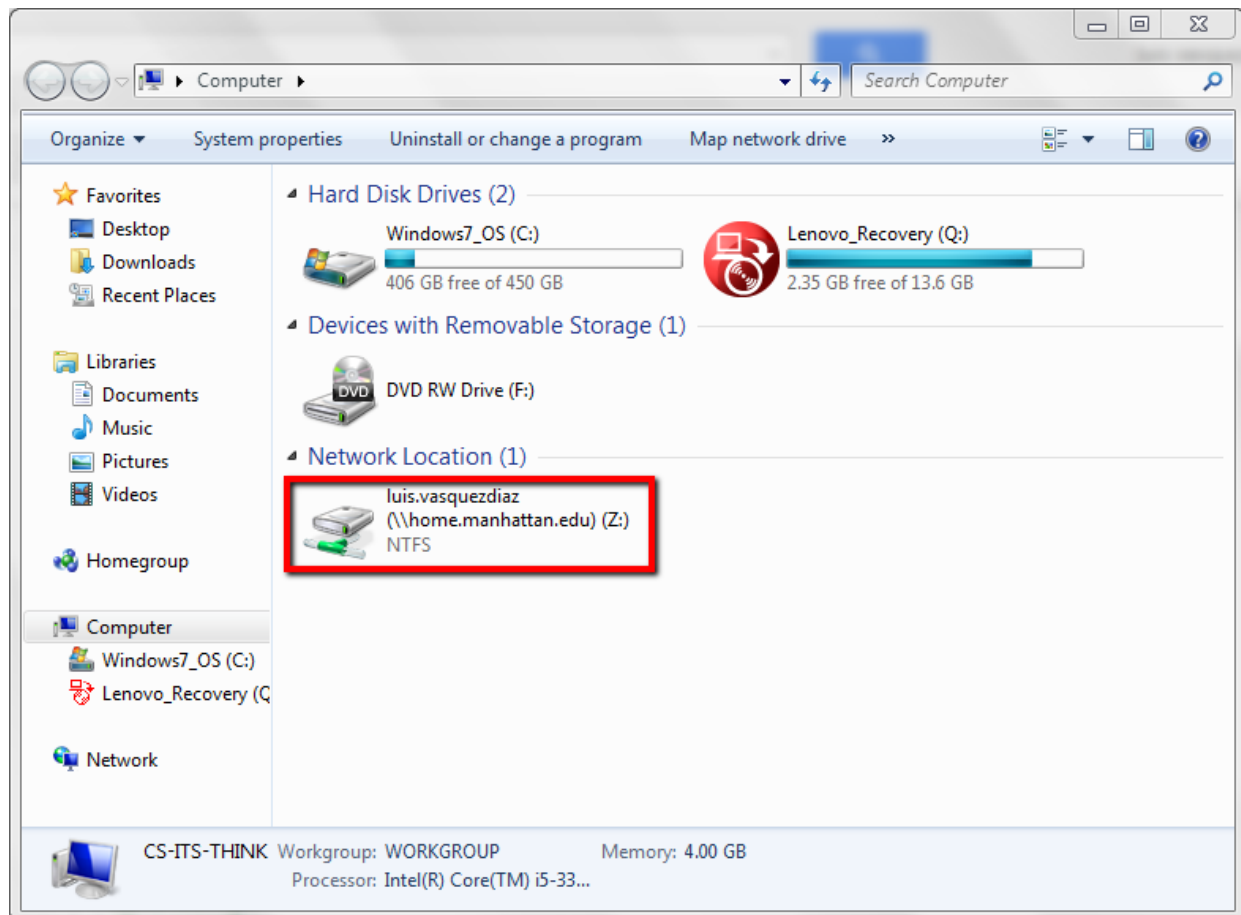 Computer
Search Computer
Organize
System properties
Uninstall or change a program
Map network drive
»
Favorites
Desktop
Downloads
Recent Places
Libraries
Documents
Music
Pictures
Videos
Homegroup
Computer
Windows7_OS (C:)
Lenovo_Recovery (Q
Network
Hard Disk Drives (2)
Windows7_OS (C:)
406 GB free of 450 GB
Lenovo_Recovery (Q:)
2.35 GB free of 13.6 GB
Devices with Removable Storage (1)
DVD
DVD RW Drive (F:)
Network Location (1)
luis.vasquezdiaz
(\\home.manhattan.edu) (Z:)
NTFS
CS-ITS-THINK Workgroup: WORKGROUP Memory: 4.00 GB
Processor: Intel(R) Core(TM) i5-33...